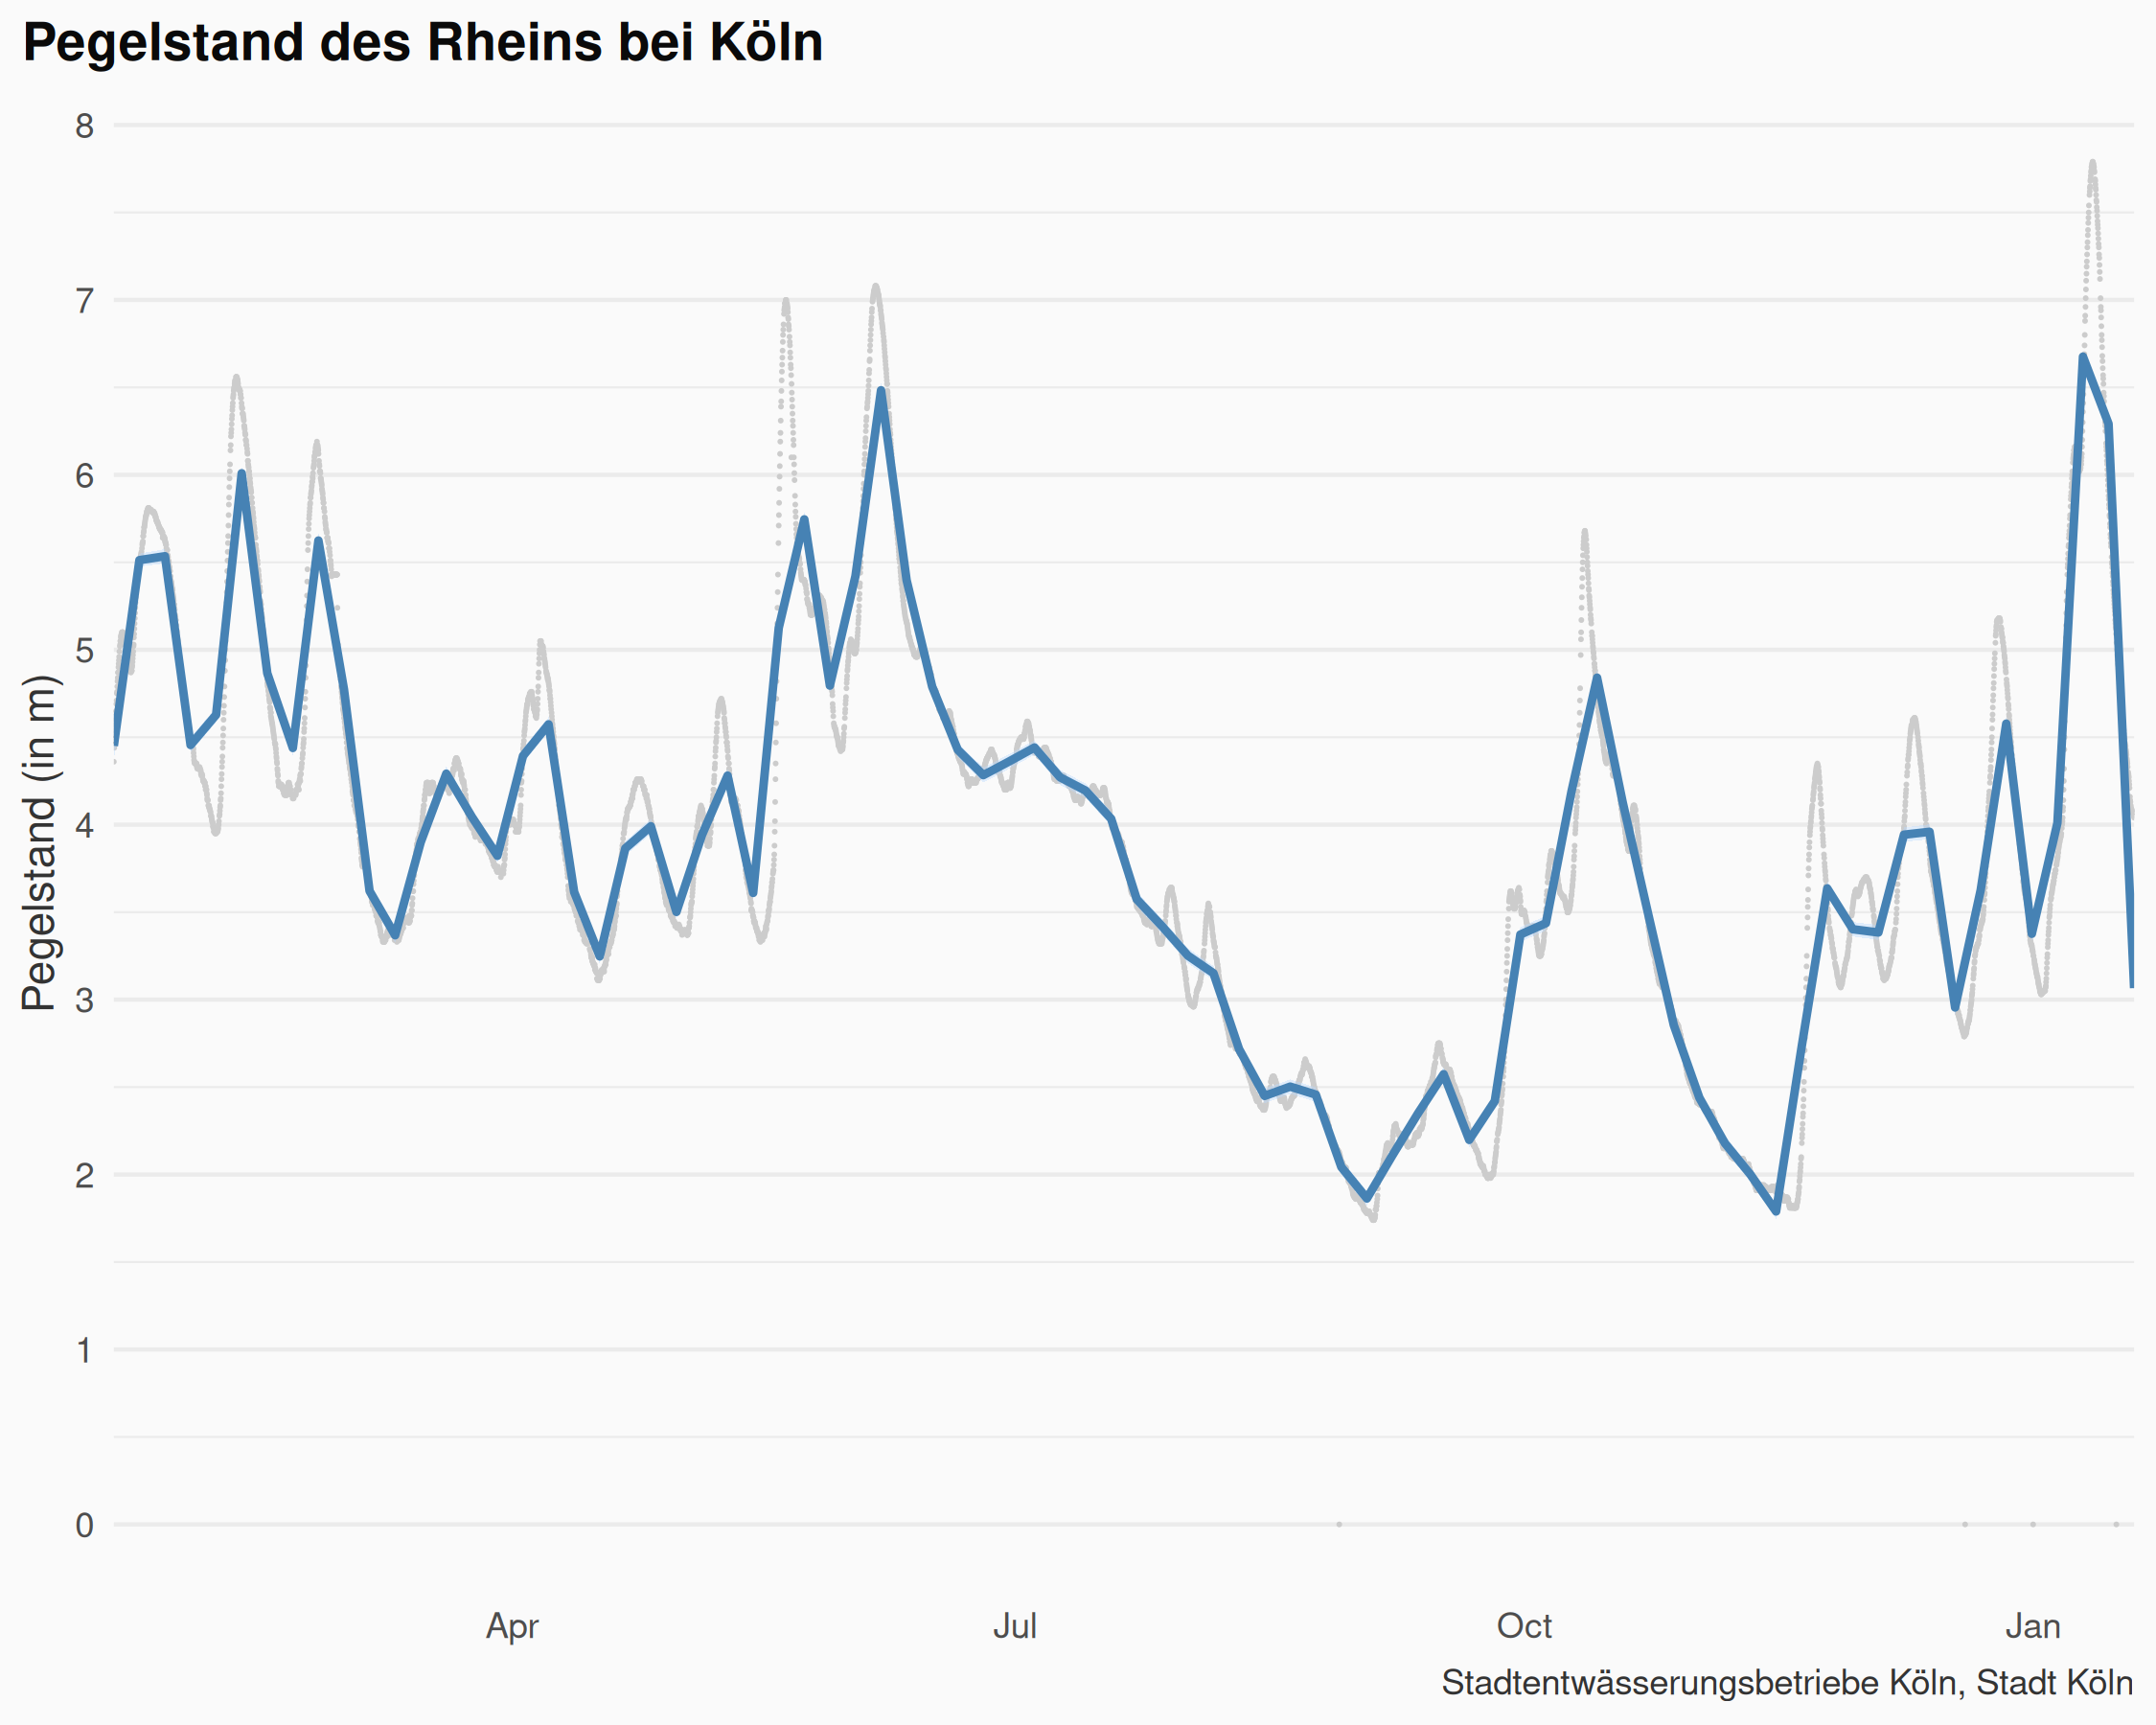 Pegelstand des Rheins bei Köln
Pegelstand (in m)
8
7
6
5
4
3
2
1
0
Apr Jul Oct Jan
Stadtentwässerungsbetriebe Köln, Stadt Köln